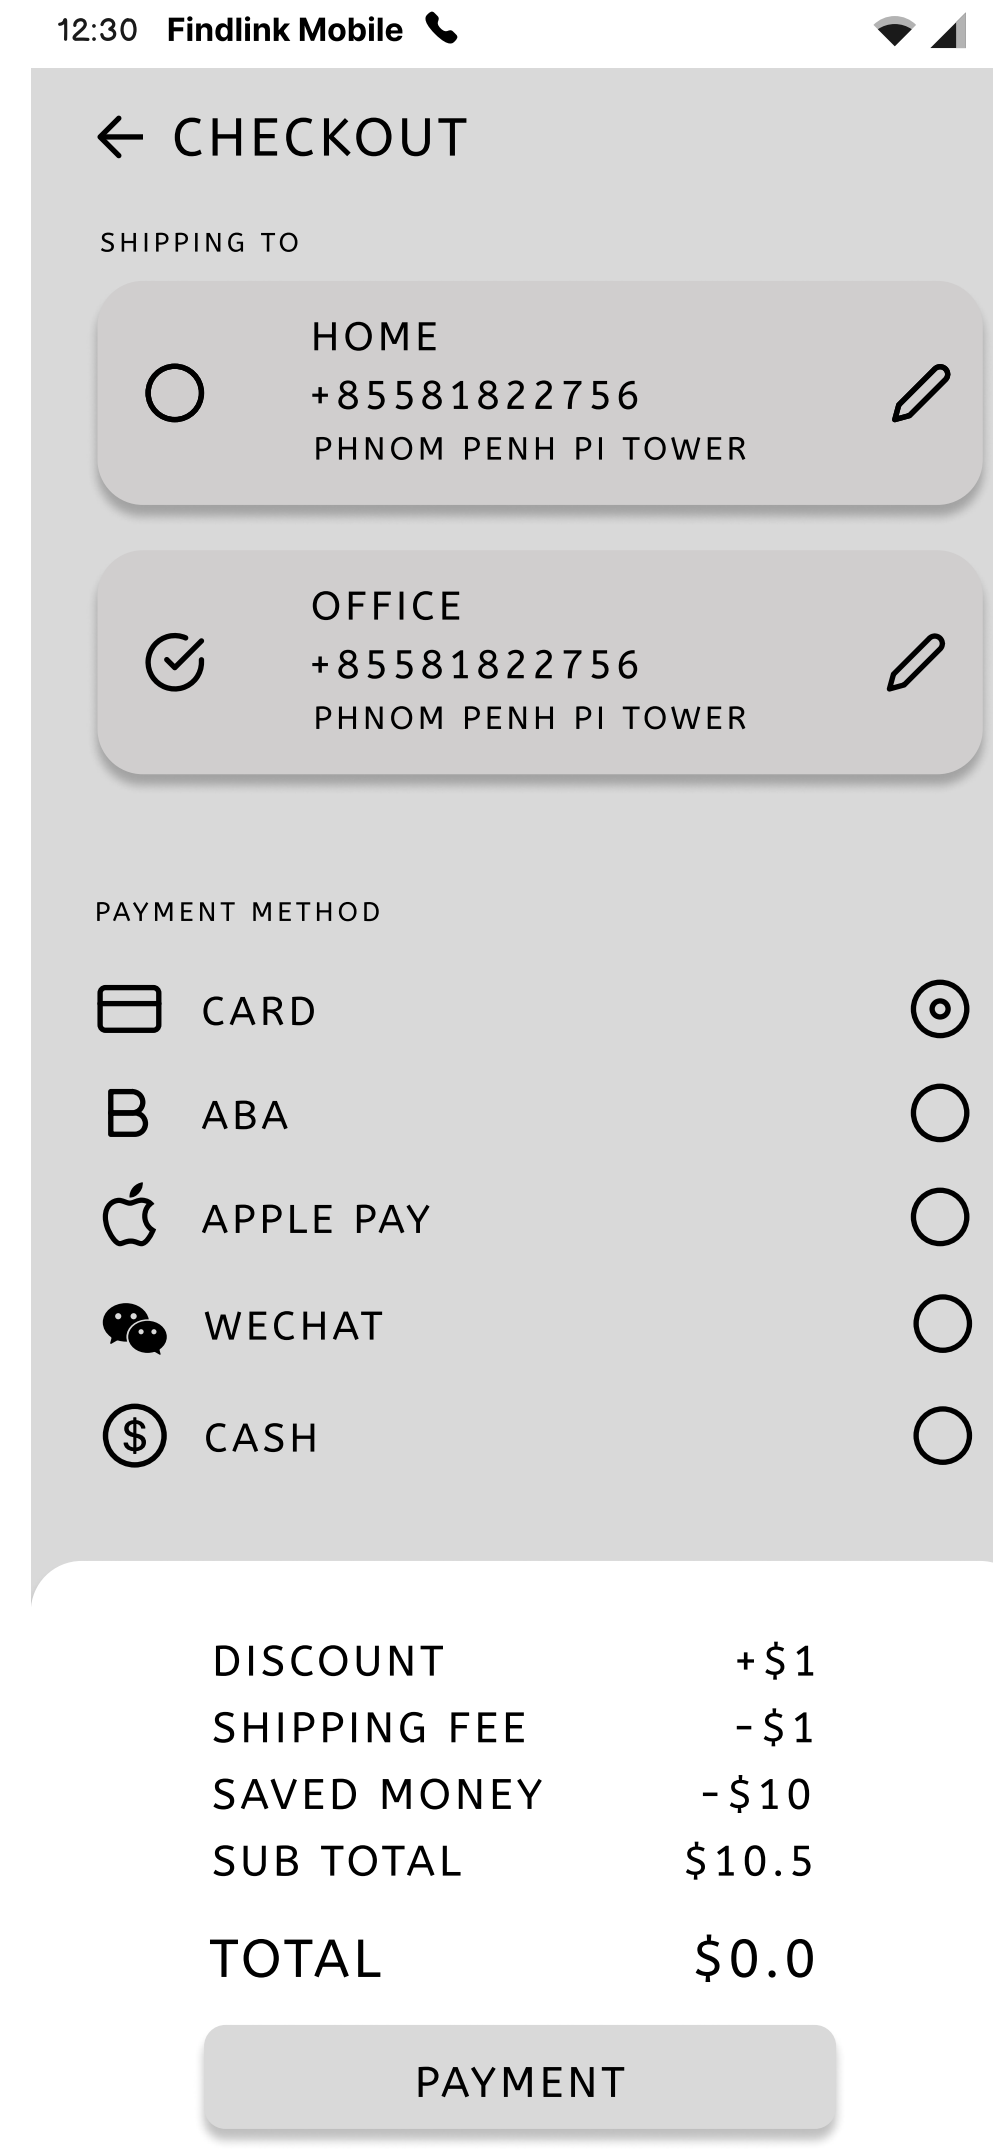 12:30 Findlink Mobile
CHECKOUT
SHIPPING TO
HOME
+85581822756
PHNOM PENH PI TOWER
OFFICE
+85581822756
PHNOM PENH PI TOWER
PAYMENT METHOD
CARD
B ABA
APPLE PAY
WECHAT
$ CASH
DISCOUNT +$1
SHIPPING FEE -$1
SAVED MONEY -$10
SUB TOTAL $10.5
TOTAL $0.0
PAYMENT